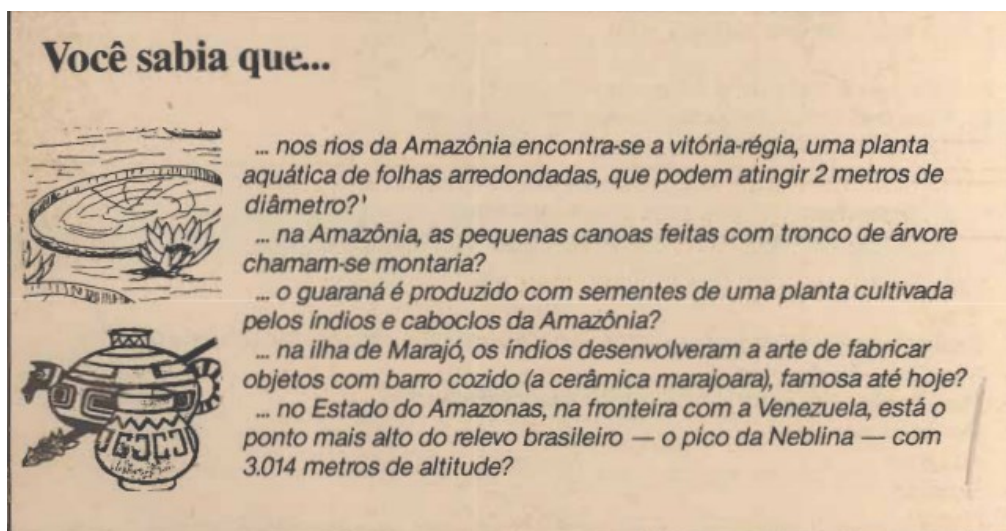 Você sabia que...
... nos rios da Amazônia encontra-se a vitória-régia, uma planta
aquática de folhas arredondadas, que podem atingir 2 metros de
diâmetro?'
... na Amazônia, as pequenas canoas feitas com tronco de árvore
chamam-se montaria?
... o guaraná é produzido com sementes de uma planta cultivada
pelos índios e caboclos da Amazônia?
... na ilha de Marajó, os índios desenvolveram a arte de fabricar
objetos com barro cozido (a cerâmica marajoara), famosa até hoje?
... no Estado do Amazonas, na fronteira com a Venezuela, está o
ponto mais alto do relevo brasileiro — o pico da Neblina — com
3.014 metros de altitude?